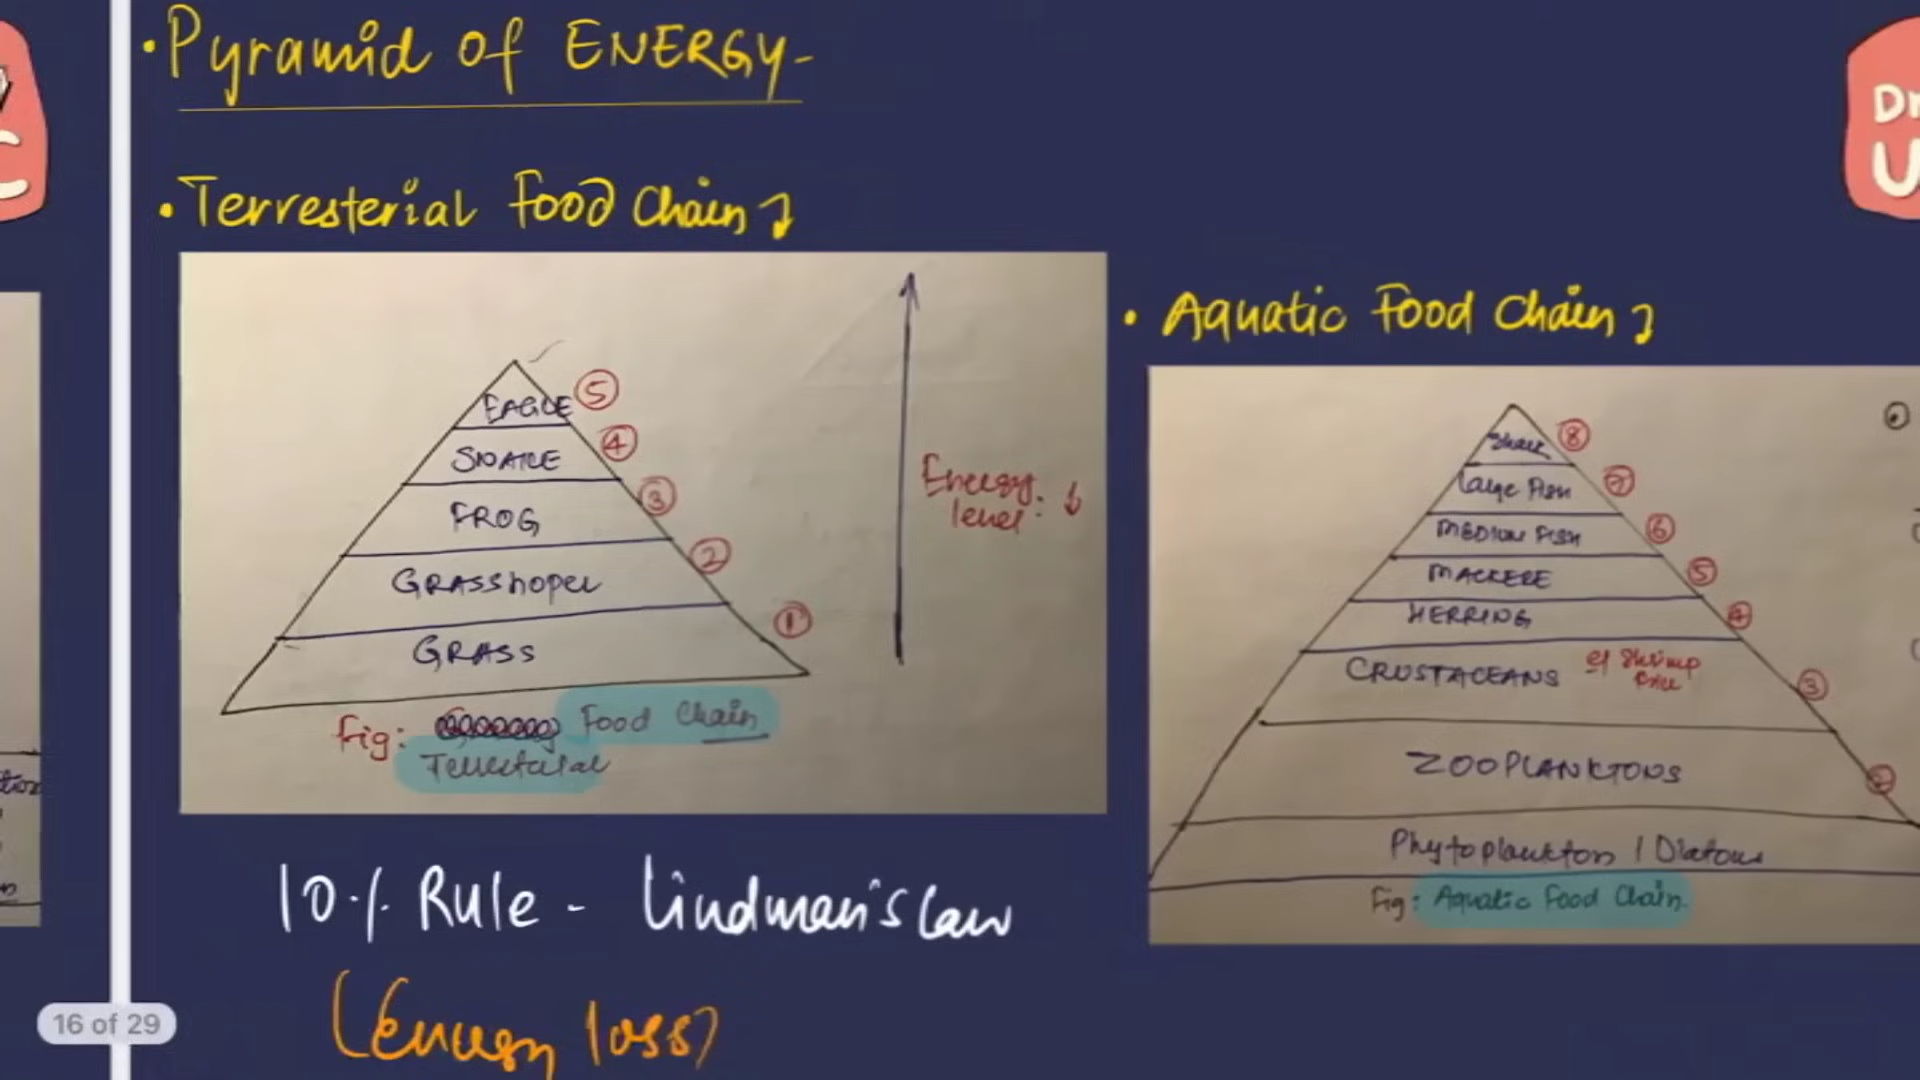 • Pyramid of ENERGY-
• Terresterial Food Chain
EAGLE 5
4
SNAKE
3
FROG
2
GRASShoper
1
GRASS
Energy
level: ↓
fig: Food Chain
Terrestarial
10% Rule - Lindman's law
(Energy loss)
• Aquatic Food Chain
Shark 8
Large Fish 7
MEDIUM FISH 6
MACKERE 5
HERRING 4
CRUSTACEANS eg Shrimp
3
ZOOPLANKTONS
2
Phytoplankton / Diatoms
Fig: Aquatic Food Chain.
Dr
U
C
16 of 29